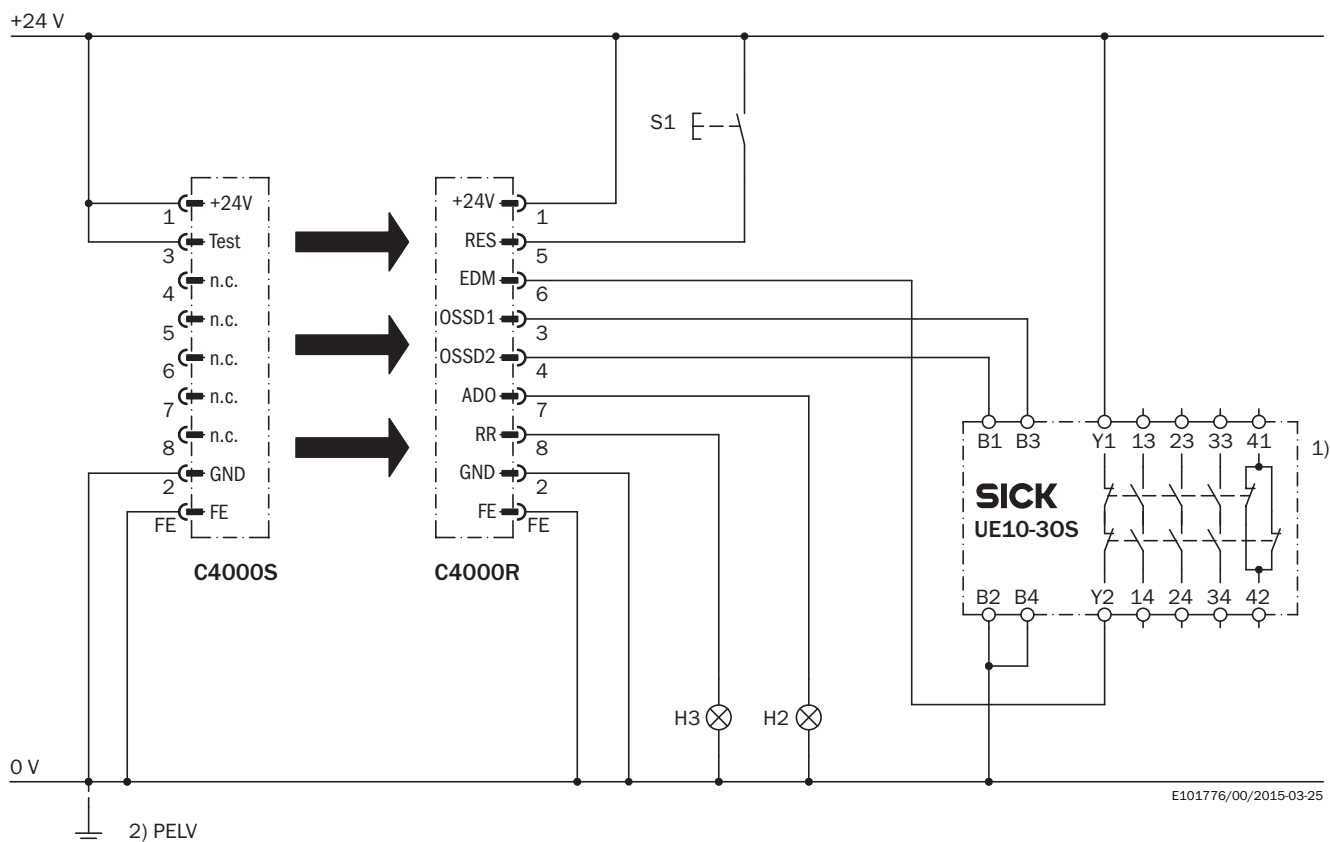 +24 V
S1
+24V
1
Test
3
n.c.
4
n.c.
5
n.c.
6
n.c.
7
n.c.
8
GND
2
FE
FE
C4000S
+24V
1
RES
5
EDM
6
OSSD1
3
OSSD2
4
ADO
7
RR
8
GND
2
FE
FE
C4000R
B1 B3 Y1 13 23 33 41
1)
SICK
UE10-30S
B2 B4 Y2 14 24 34 42
H3
H2
0 V
E101776/00/2015-03-25
2) PELV